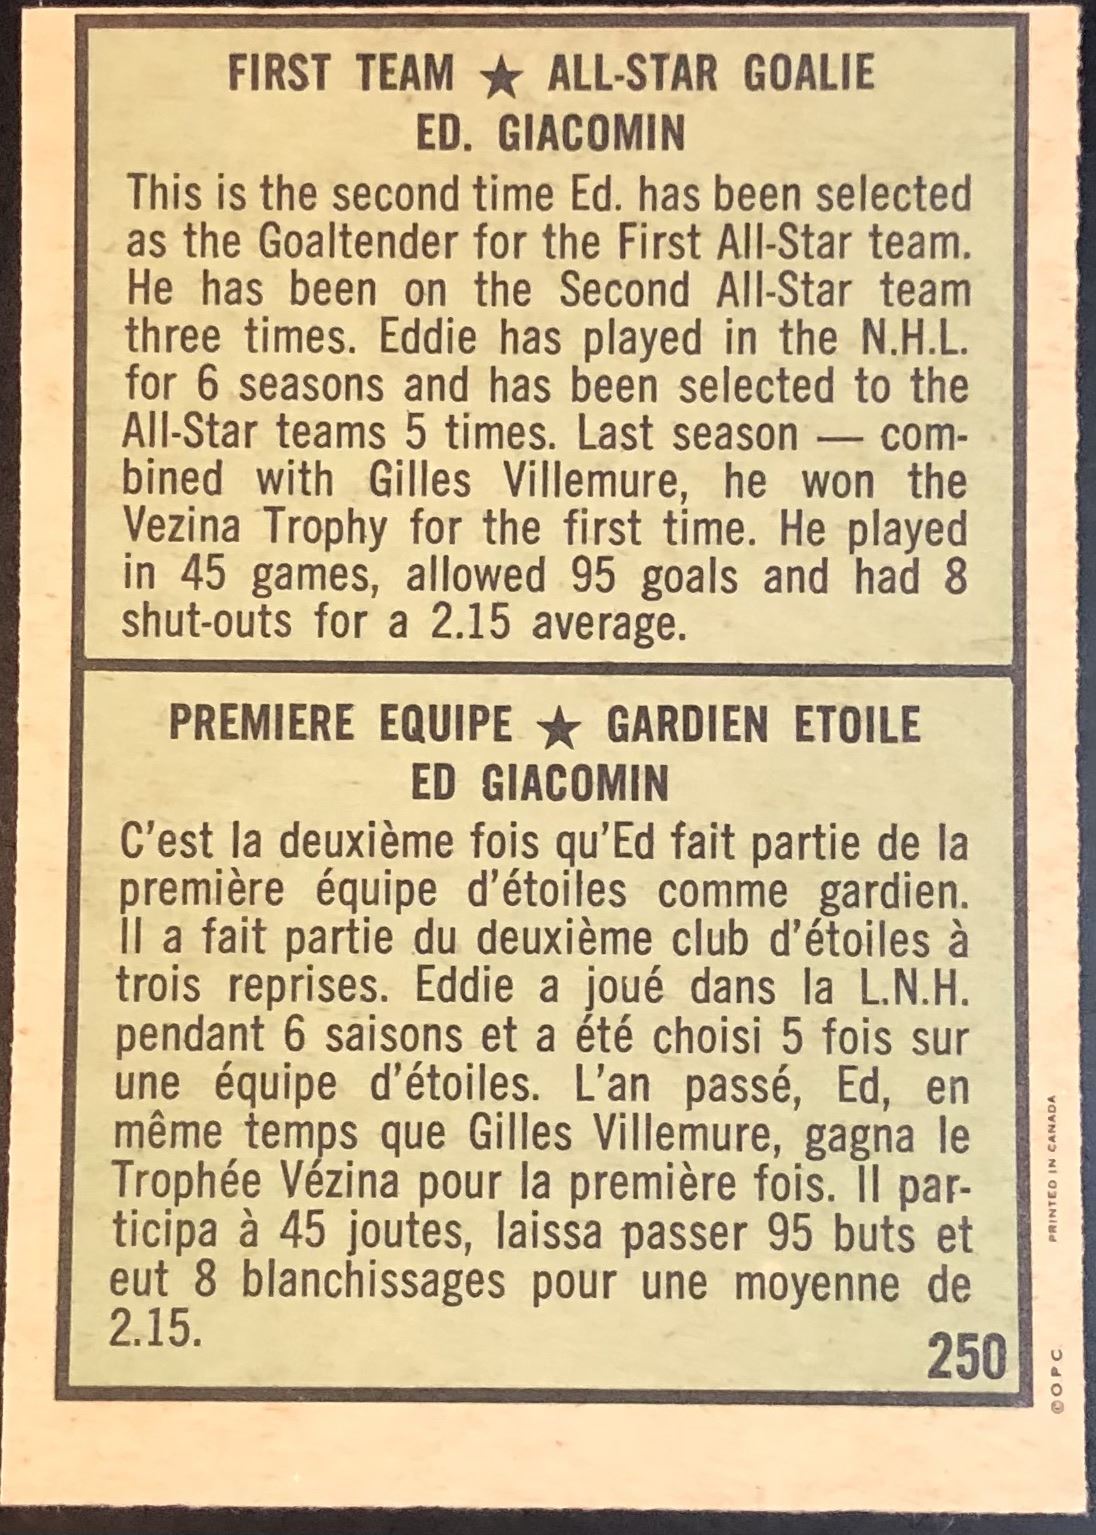 FIRST TEAM ★ ALL-STAR GOALIE
ED. GIACOMIN
This is the second time Ed. has been selected
as the Goaltender for the First All-Star team.
He has been on the Second All-Star team
three times. Eddie has played in the N.H.L.
for 6 seasons and has been selected to the
All-Star teams 5 times. Last season — com-
bined with Gilles Villemure, he won the
Vezina Trophy for the first time. He played
in 45 games, allowed 95 goals and had 8
shut-outs for a 2.15 average.
PREMIERE EQUIPE ★ GARDIEN ETOILE
ED GIACOMIN
C'est la deuxième fois qu'Ed fait partie de la
première équipe d'étoiles comme gardien.
Il a fait partie du deuxième club d'étoiles à
trois reprises. Eddie a joué dans la L.N.H.
pendant 6 saisons et a été choisi 5 fois sur
une équipe d'étoiles. L'an passé, Ed, en
même temps que Gilles Villemure, gagna le
Trophée Vézina pour la première fois. Il par-
ticipa à 45 joutes, laissa passer 95 buts et
eut 8 blanchissages pour une moyenne de
2.15.
250
©OPC PRINTED IN CANADA